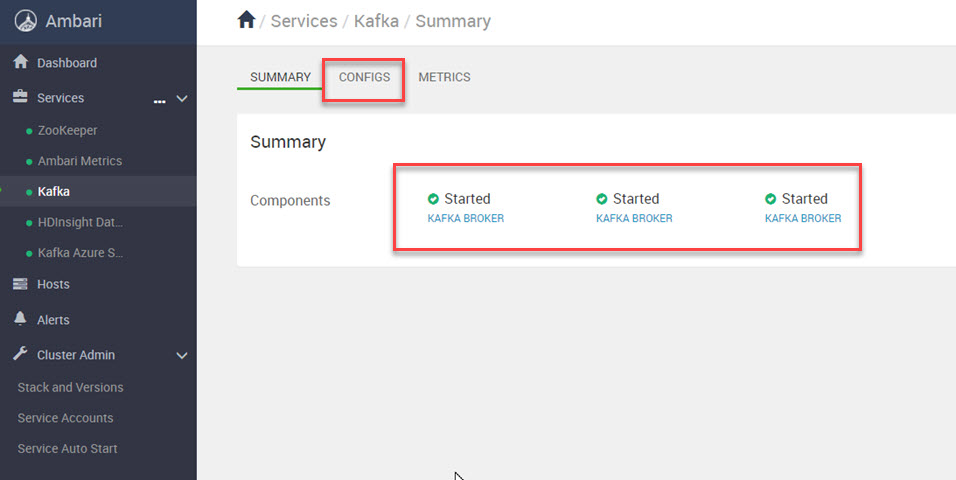 Ambari
/ Services / Kafka / Summary
Dashboard
Services ...
ZooKeeper
Ambari Metrics
Kafka
HDInsight Dat...
Kafka Azure S...
Hosts
Alerts
Cluster Admin
Stack and Versions
Service Accounts
Service Auto Start
SUMMARY CONFIGS METRICS
Summary
Components
Started Started Started
KAFKA BROKER KAFKA BROKER KAFKA BROKER